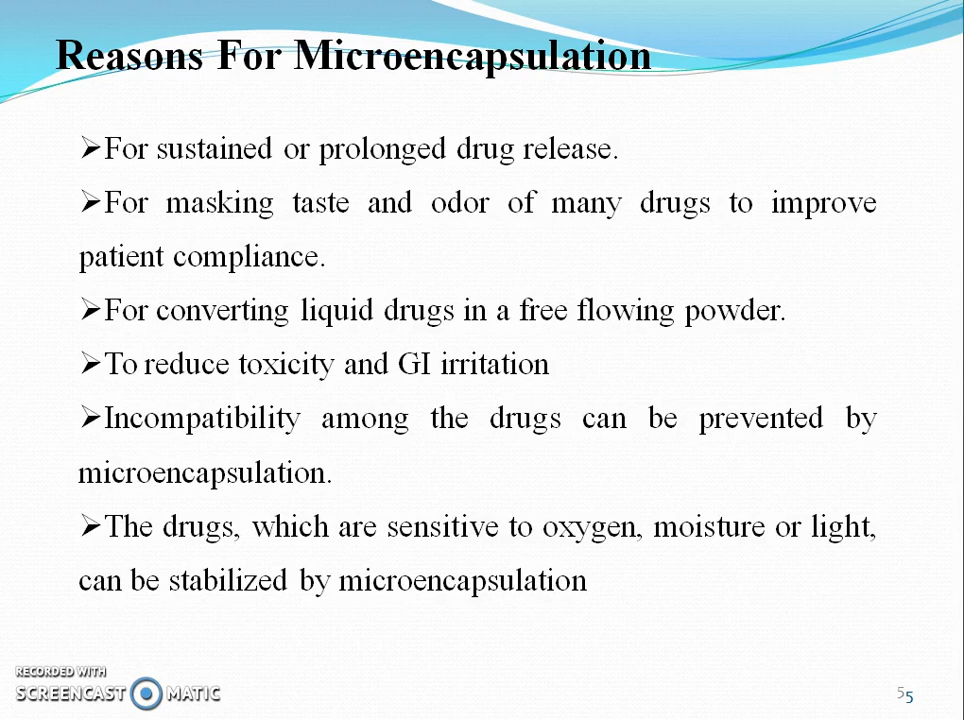 Reasons For Microencapsulation
➢For sustained or prolonged drug release.
➢For masking taste and odor of many drugs to improve
patient compliance.
➢For converting liquid drugs in a free flowing powder.
➢To reduce toxicity and GI irritation
➢Incompatibility among the drugs can be prevented by
microencapsulation.
➢The drugs, which are sensitive to oxygen, moisture or light,
can be stabilized by microencapsulation
RECORDED WITH
SCREENCAST MATIC
5 5